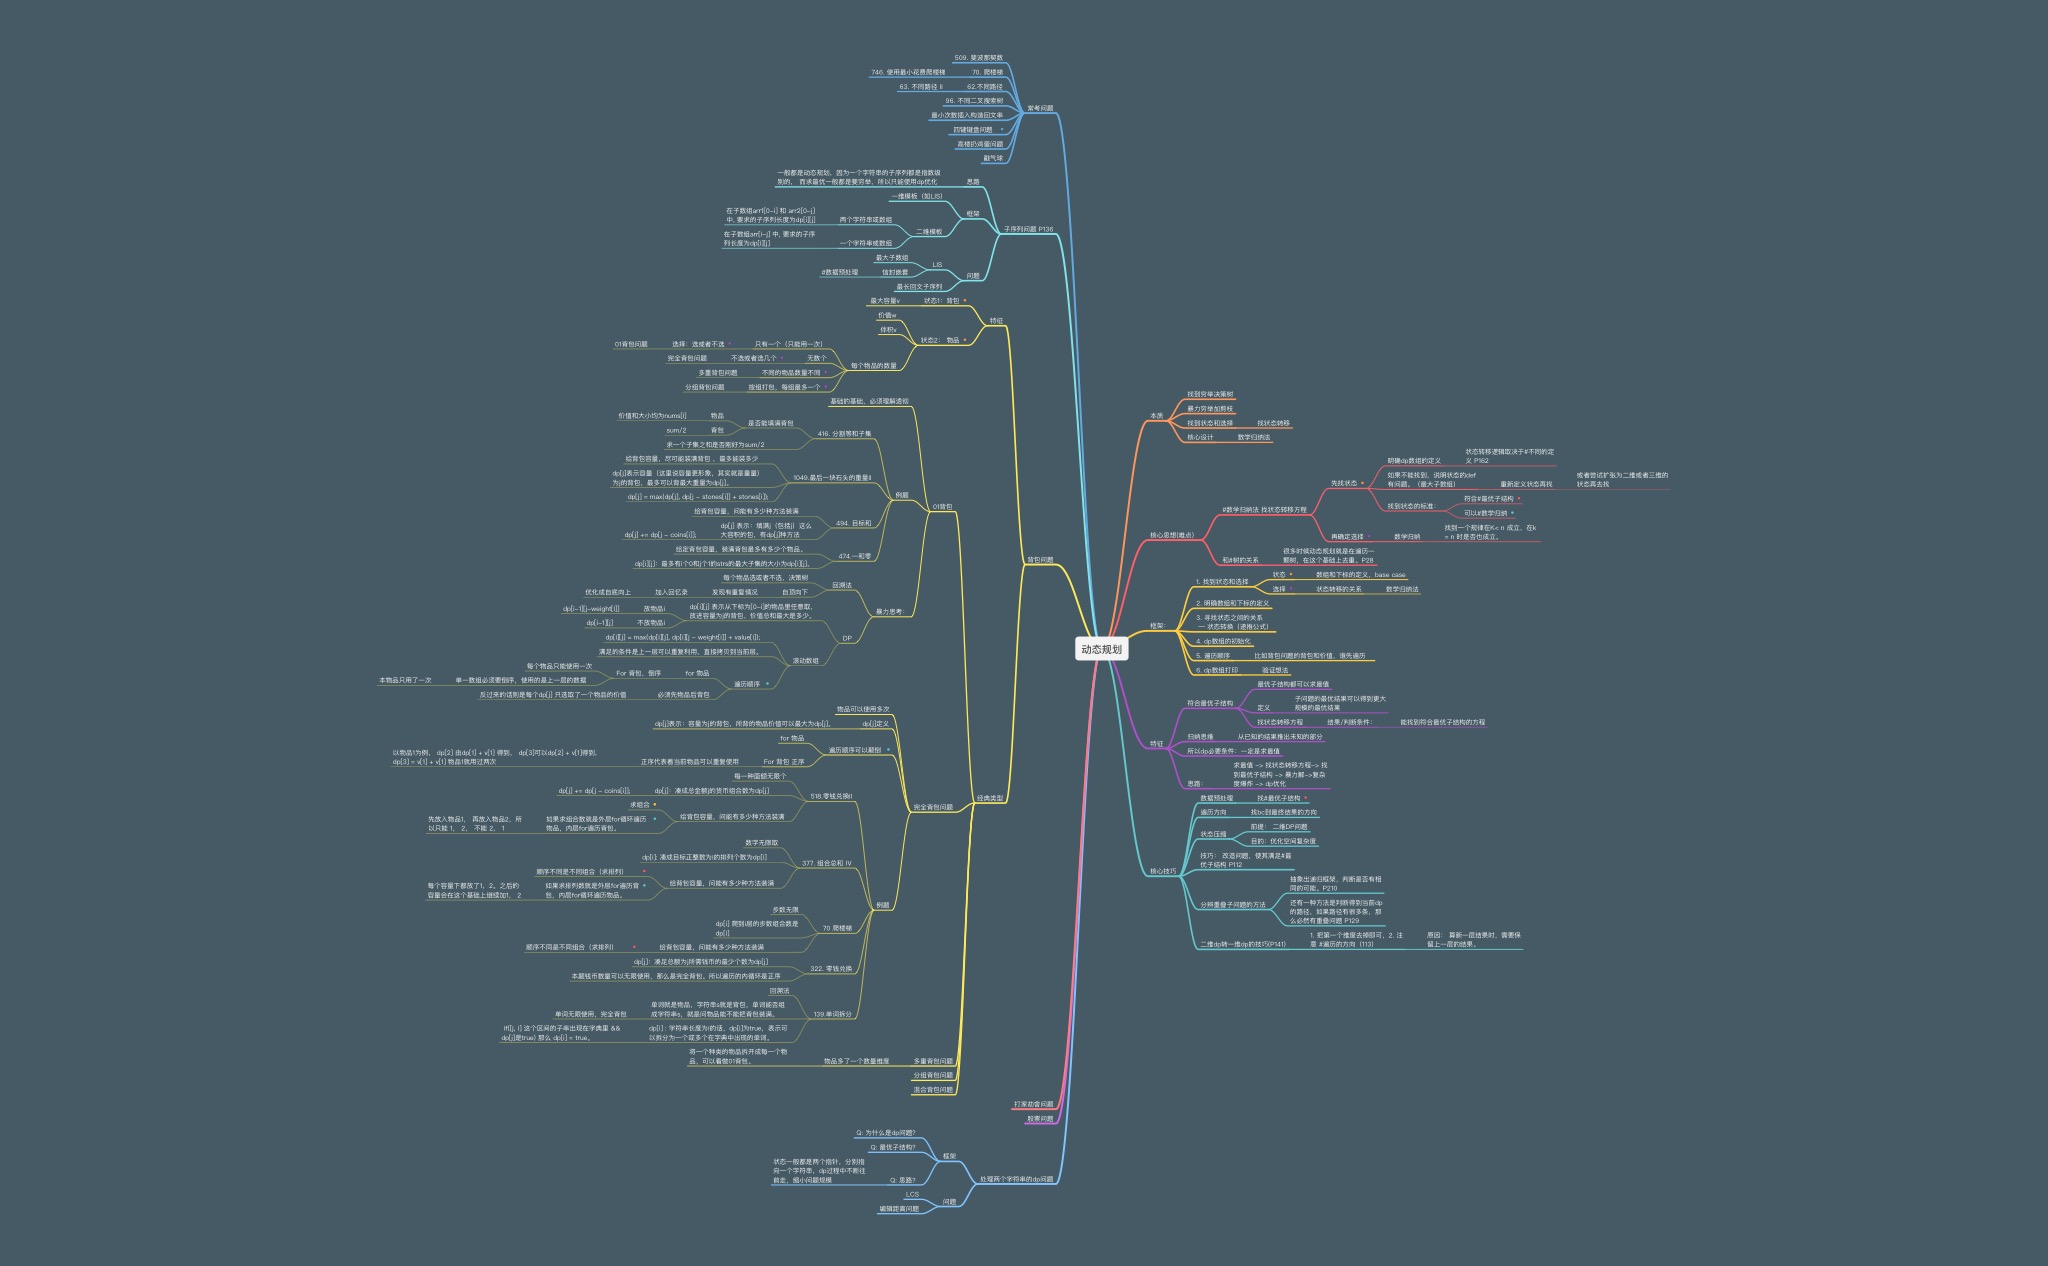 动态规划
常考问题
509. 斐波那契数
70. 爬楼梯
746. 使用最小花费爬楼梯
62.不同路径
63. 不同路径 II
96. 不同二叉搜索树
最小次数插入构造回文串
四键键盘问题
高楼扔鸡蛋问题
戳气球
子序列问题 P136
思路
一般都是动态规划，因为一个字符串的子序列都是指数级
别的， 而求最优一般都是要穷举，所以只能使用dp优化
框架
一维模板（如LIS）
二维模板
两个字符串或数组
在子数组arr1[0-i] 和 arr2[0-j]
中, 要求的子序列长度为dp[i][j]
一个字符串或数组
在子数组arr[i-j] 中, 要求的子序
列长度为dp[i][j]
问题
LIS
最大子数组
信封嵌套
#数据预处理
最长回文子序列
背包问题
特征
状态1：背包
最大容量v
状态2： 物品
价值w
体积v
每个物品的数量
只有一个（只能用一次）
选择：选或者不选
01背包问题
无数个
不选或者选几个
完全背包问题
不同的物品数量不同
多重背包问题
按组打包，每组最多一个
分组背包问题
经典类型
01背包
基础的基础，必须理解透彻
例题
416. 分割等和子集
是否能填满背包
物品
价值和大小均为nums[i]
背包
sum/2
求一个子集之和是否刚好为sum/2
1049.最后一块石头的重量II
给背包容量，尽可能装满背包 ，最多能装多少
dp[j]表示容量（这里说容量更形象，其实就是重量）
为j的背包，最多可以背最大重量为dp[j]。
dp[j] = max(dp[j], dp[j - stones[i]] + stones[i]);
494. 目标和
给背包容量，问能有多少种方法装满
dp[j] 表示：填满j（包括j）这么
大容积的包，有dp[j]种方法
dp[j] += dp[j - coins[i]];
474.一和零
给定背包容量，装满背包最多有多少个物品。
dp[i][j]：最多有i个0和j个1的strs的最大子集的大小为dp[i][j]。
暴力思考：
回溯法
每个物品选或者不选，决策树
自顶向下
发现有重复情况
加入回忆录
优化成自底向上
DP
dp[i][j] 表示从下标为[0-i]的物品里任意取，
放进容量为j的背包，价值总和最大是多少。
放物品i
dp[i-1][j-weight[i]]
不放物品i
dp[i-1][j]
滚动数组
dp[i][j] = max(dp[i][j], dp[i][j - weight[i]] + value[i]);
满足的条件是上一层可以重复利用，直接拷贝到当前层。
遍历顺序
for 物品
For 背包，倒序
每个物品只能使用一次
单一数组必须要倒序，使用的是上一层的数据
本物品只用了一次
必须先物品后背包
反过来的话则是每个dp[j] 只选取了一个物品的价值
完全背包问题
物品可以使用多次
dp[j]定义
dp[j]表示：容量为j的背包，所背的物品价值可以最大为dp[j]。
遍历顺序可以颠倒
for 物品
For 背包 正序
正序代表着当前物品可以重复使用
以物品1为例， dp[2] 由dp[1] + v[1] 得到， dp[3]可以dp[2] + v[1]得到,
dp[3] = v[1] + v[1] 物品1就用过两次
例题
518.零钱兑换II
每一种面额无限个
dp[j]：凑成总金额j的货币组合数为dp[j]
dp[j] += dp[j - coins[i]];
给背包容量，问能有多少种方法装满
求组合
如果求组合数就是外层for循环遍历
物品，内层for遍历背包。
先放入物品1， 再放入物品2， 所
以只能 1， 2， 不能 2， 1
377. 组合总和 IV
数字无限取
dp[i]: 凑成目标正整数为i的排列个数为dp[i]
给背包容量，问能有多少种方法装满
顺序不同是不同组合（求排列）
如果求排列数就是外层for遍历背
包，内层for循环遍历物品。
每个容量下都放了1，2。之后的
容量会在这个基础上继续加1， 2
70 .爬楼梯
步数无限
dp[i] 爬到i层的步数组合数是
dp[i]
给背包容量，问能有多少种方法装满
顺序不同是不同组合（求排列）
322. 零钱兑换
dp[j]：凑足总额为j所需钱币的最少个数为dp[j]
本题钱币数量可以无限使用，那么是完全背包。所以遍历的内循环是正序
139.单词拆分
回溯法
单词就是物品，字符串s就是背包，单词能否组
成字符串s，就是问物品能不能把背包装满。
单词无限使用，完全背包
dp[i] : 字符串长度为i的话，dp[i]为true，表示可
以拆分为一个或多个在字典中出现的单词。
if([j, i] 这个区间的子串出现在字典里 &&
dp[j]是true) 那么 dp[i] = true。
多重背包问题
物品多了一个数量维度
将一个种类的物品拆开成每一个物
品，可以看做01背包。
分组背包问题
混合背包问题
打家劫舍问题
股票问题
处理两个字符串的dp问题
框架
Q: 为什么是dp问题？
Q: 最优子结构？
Q: 思路？
状态一般都是两个指针，分别指
向一个字符串，dp过程中不断往
前走，缩小问题规模
问题
LCS
编辑距离问题
本质
找到穷举决策树
暴力穷举加剪枝
找到状态和选择
找状态转移
核心设计
数学归纳法
核心思想(难点)
#数学归纳法 找状态转移方程
先找状态
明确dp数组的定义
状态转移逻辑取决于#不同的定
义 P162
如果不能找到，说明状态的def
有问题。（最大子数组）
重新定义状态再找
或者尝试扩张为二维或者三维的
状态再去找
找到状态的标准：
符合#最优子结构
可以#数学归纳
再确定选择
数学归纳
找到一个规律在K< n 成立，在k
= n 时是否也成立。
和#树的关系
很多时候动态规划就是在遍历一
颗树，在这个基础上去重。P28
框架：
1. 找到状态和选择
状态
数组和下标的定义，base case
选择
状态转移的关系
数学归纳法
2. 明确数组和下标的定义
3. 寻找状态之间的关系
— 状态转换（递推公式）
4. dp数组的初始化
5. 遍历顺序
比如背包问题的背包和价值，谁先遍历
6. dp数组打印
验证想法
特征
符合最优子结构
最优子结构都可以求最值
定义
子问题的最优结果可以得到更大
规模的最优结果
找状态转移方程
结果/判断条件：
能找到符合最优子结构的方程
归纳思维
从已知的结果推出未知的部分
所以dp必要条件：一定是求最值
思路：
求最值 -> 找状态转移方程-> 找
到最优子结构 -> 暴力解->复杂
度爆炸 -> dp优化
核心技巧
数据预处理
找#最优子结构
遍历方向
找bc到最终结果的方向
状态压缩
前提： 二维DP问题
目的：优化空间复杂度
技巧： 改造问题，使其满足#最
优子结构 P112
分辨重叠子问题的方法
抽象出递归框架，判断是否有相
同的可能。P210
还有一种方法是判断得到当前dp
的路径，如果路径有很多条，那
么必然有重叠问题 P129
二维dp转一维dp的技巧(P141)
1. 把第一个维度去掉即可，2. 注
意 #遍历的方向（113）
原因： 算新一层结果时，需要保
留上一层的结果。